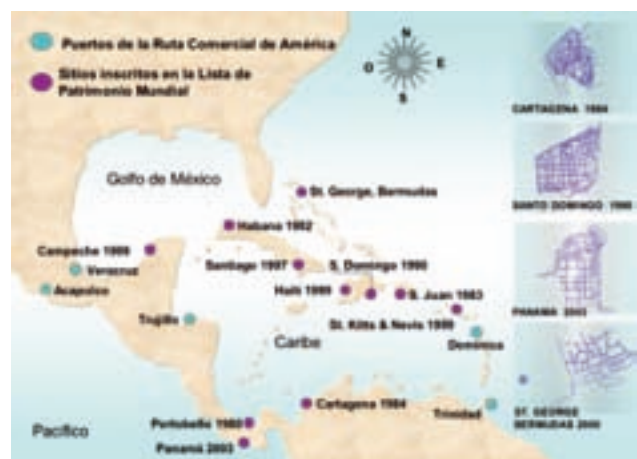 Puertos de la Ruta Comercial de América
Sitios inscritos en la Lista de
Patrimonio Mundial
N
O
E
S
CARTAGENA 1984
Golfo de México
St. George, Bermudas
SANTO DOMINGO
Habana 1982
Campeche 1999
Veracruz
Santiago 1997
S. Domingo 1990
Acapulco
Haití
S. Juan 1983
PANAMA 2003
Trujillo
St. Kitts & Nevis 1999
Dominica
Caribe
Cartagena 1984
Trinidad
ST. GEORGE
BERMUDAS 2000
Portobello 1980
Pacífico
Panamá 2003